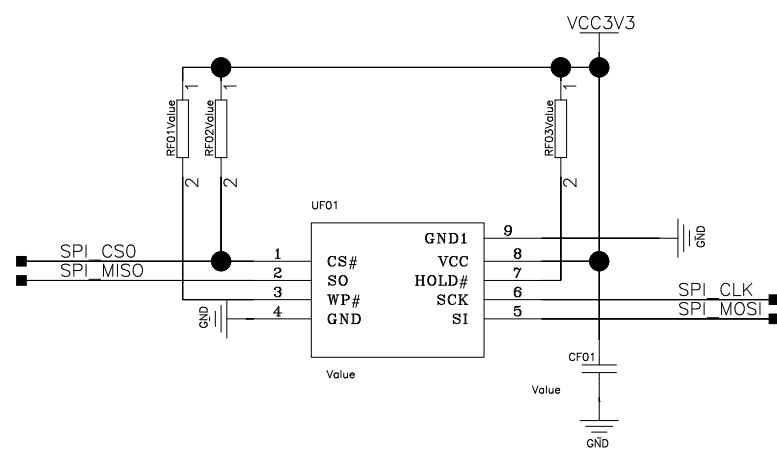 VCC3V3
1
1
1
RF01Value
RF02Value
RF03Value
2
2
2
UF01
9
GND1
GND
SPI_CS0
1
CS#
VCC
8
SPI_MISO
2
SO
HOLD#
7
3
WP#
SCK
6
SPI_CLK
GND
4
GND
SI
5
SPI_MOSI
CF01
Value
Value
GND